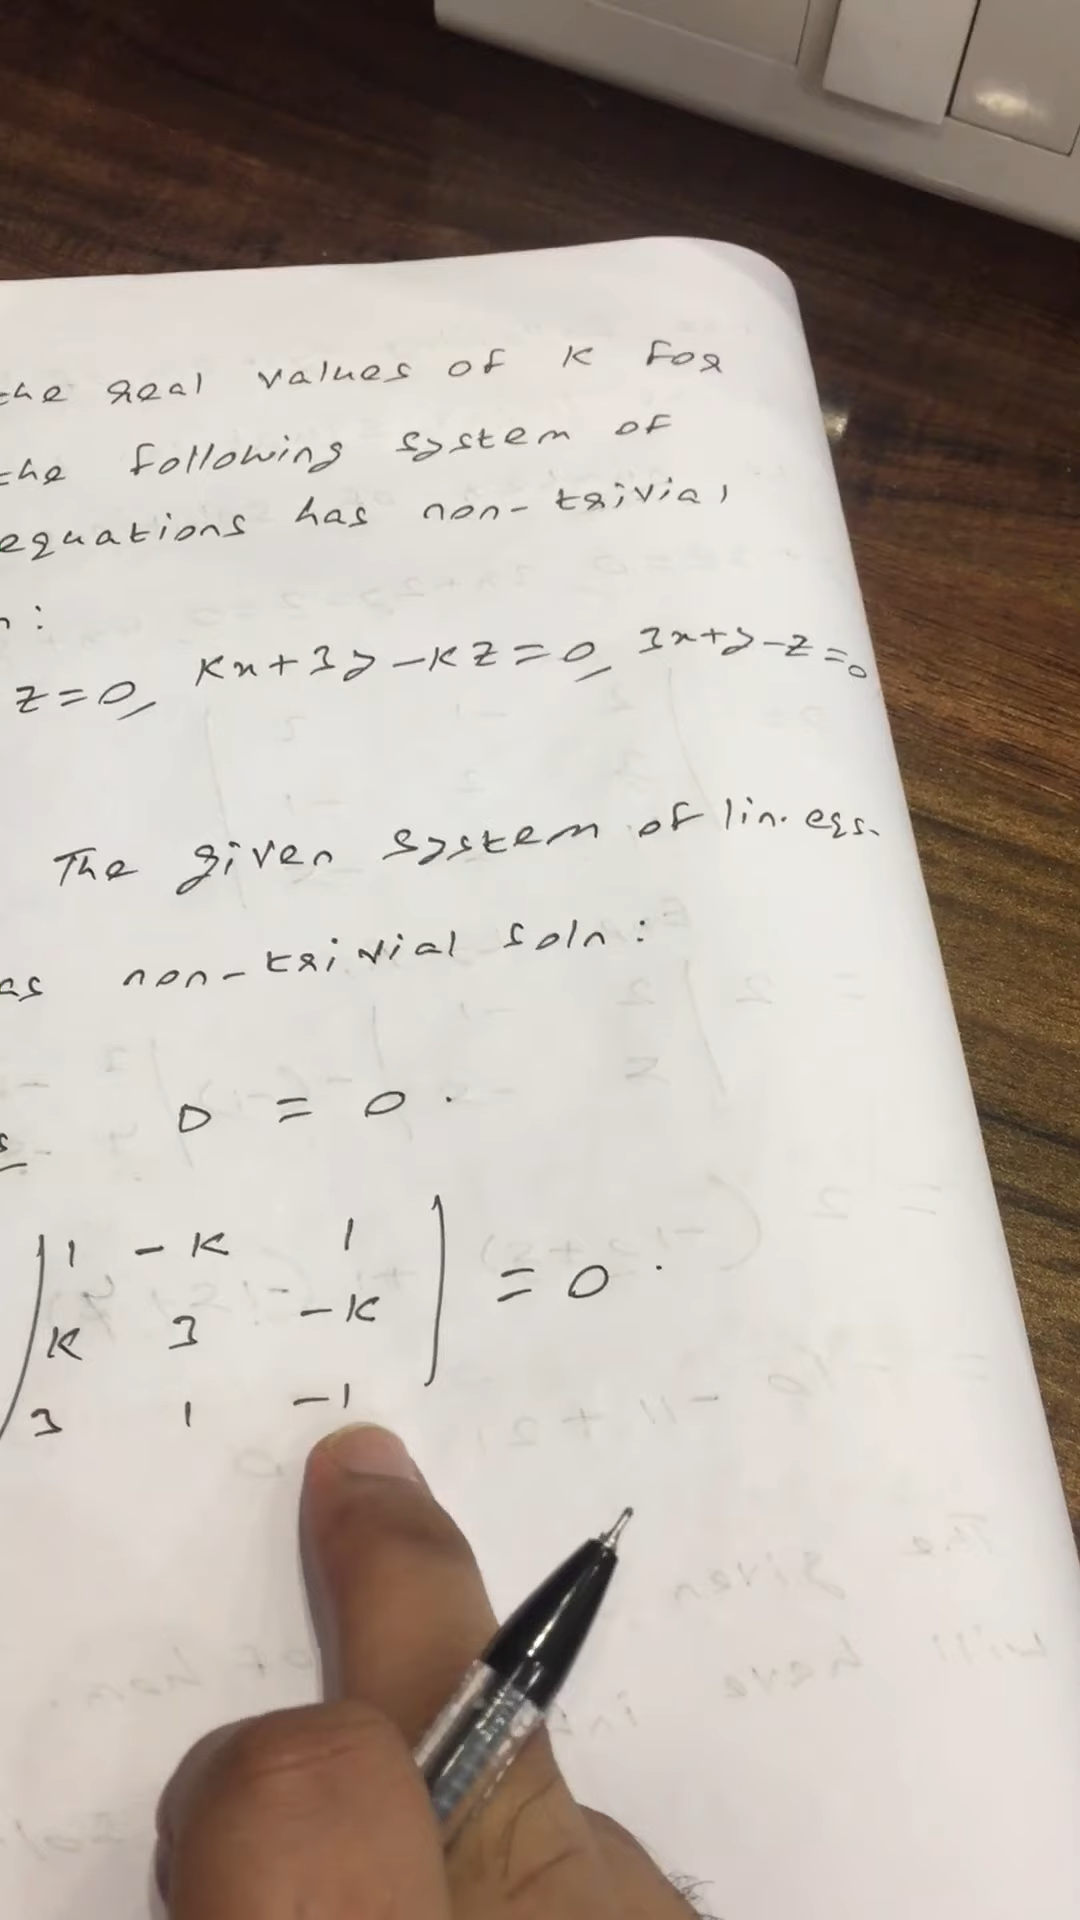 the real values of k for
the following system of
equations has non-trivial
n :
z=0, kx+3y-kz=0, 3x+y-z=0
The given system of lin. eqs.
as non-trivial soln:
D = 0.
| 1 -k 1 |
| k 3 -k | = 0.
| 3 1 -1 |